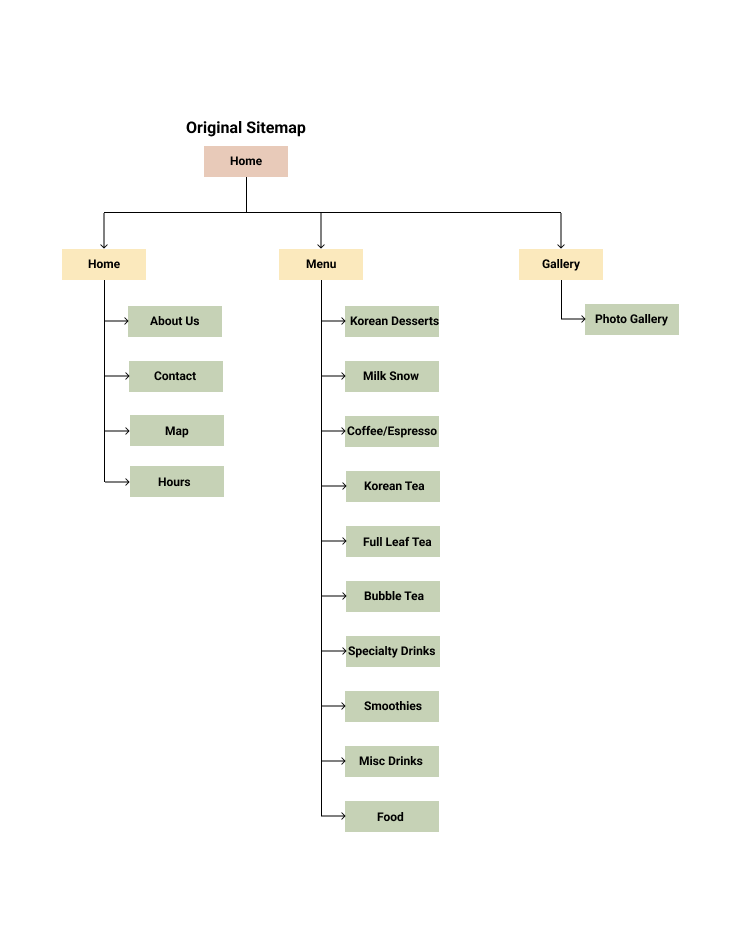 Original Sitemap
Home
Home
Menu
Gallery
About Us
Contact
Map
Hours
Korean Desserts
Milk Snow
Coffee/Espresso
Korean Tea
Full Leaf Tea
Bubble Tea
Specialty Drinks
Smoothies
Misc Drinks
Food
Photo Gallery